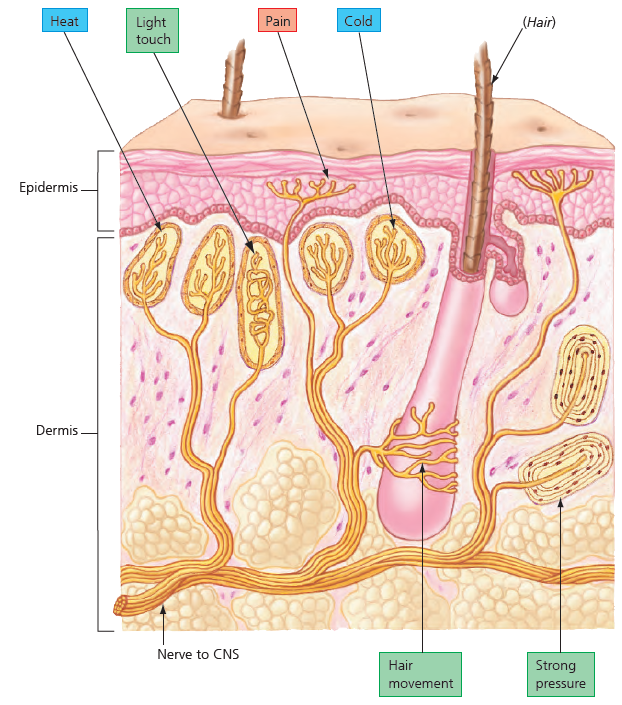 Heat
Light
touch
Pain
Cold
(Hair)
Epidermis
Dermis
Nerve to CNS
Hair
movement
Strong
pressure